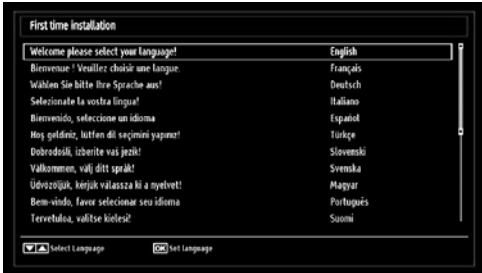 First time installation
Welcome please select your language! English
Bienvenue ! Veuillez choisir une langue. Français
Wählen Sie bitte Ihre Sprache aus! Deutsch
Selezionate la vostra lingua! Italiano
Bienvenido, seleccione un idioma Español
Hoş geldiniz, lütfen dil seçimini yapınız! Türkçe
Dobrodošli, izberite vaš jezik! Slovenski
Välkommen, välj ditt språk! Svenska
Üdvözöljük, kérjük válassza ki a nyelvet! Magyar
Bem-vindo, favor selecionar seu idioma Português
Tervetuloa, valitse kielesi! Suomi
Select Language OK Set Language